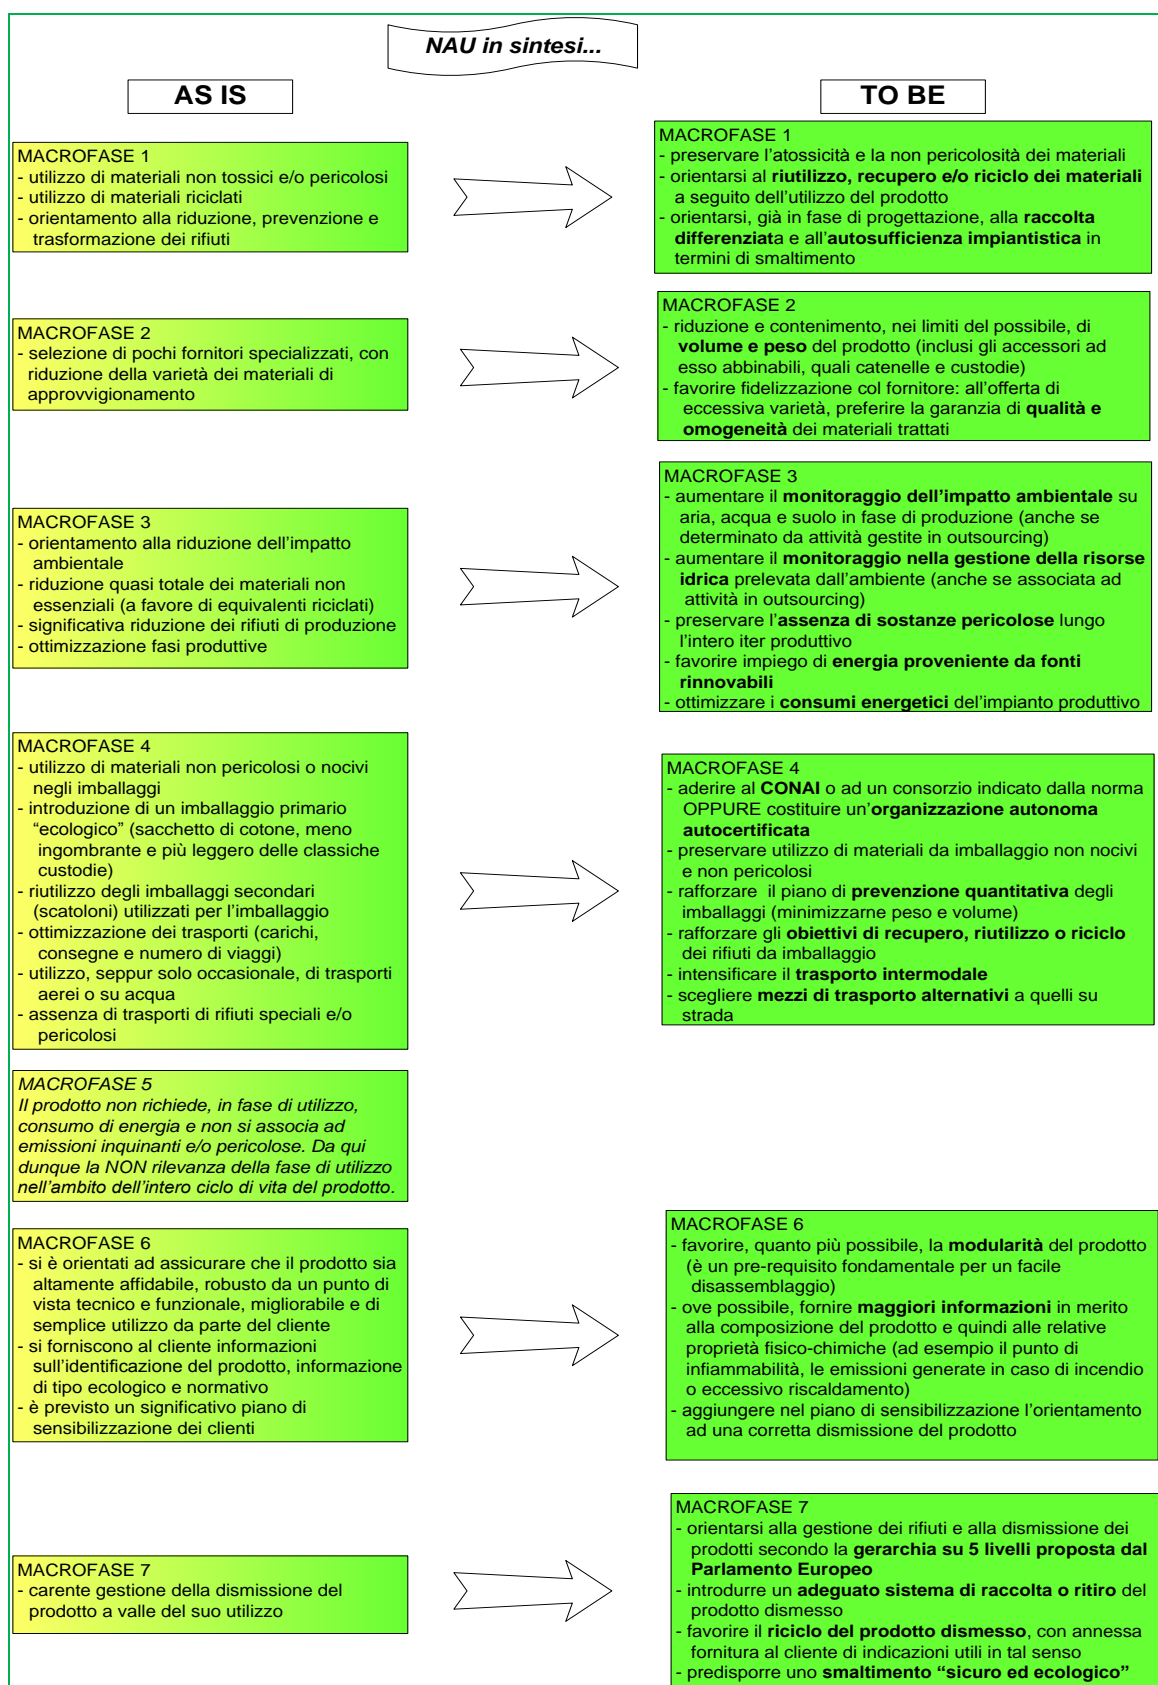 NAU in sintesi...
AS IS
TO BE
MACROFASE 1
- utilizzo di materiali non tossici e/o pericolosi
- utilizzo di materiali riciclati
- orientamento alla riduzione, prevenzione e
trasformazione dei rifiuti
MACROFASE 1
- preservare l'atossicità e la non pericolosità dei materiali
- orientarsi al riutilizzo, recupero e/o riciclo dei materiali
a seguito dell'utilizzo del prodotto
- orientarsi, già in fase di progettazione, alla raccolta
differenziata e all'autosufficienza impiantistica in
termini di smaltimento
MACROFASE 2
- selezione di pochi fornitori specializzati, con
riduzione della varietà dei materiali di
approvvigionamento
MACROFASE 2
- riduzione e contenimento, nei limiti del possibile, di
volume e peso del prodotto (inclusi gli accessori ad
esso abbinabili, quali catenelle e custodie)
- favorire fidelizzazione col fornitore: all'offerta di
eccessiva varietà, preferire la garanzia di qualità e
omogeneità dei materiali trattati
MACROFASE 3
- orientamento alla riduzione dell'impatto
ambientale
- riduzione quasi totale dei materiali non
essenziali (a favore di equivalenti riciclati)
- significativa riduzione dei rifiuti di produzione
- ottimizzazione fasi produttive
MACROFASE 3
- aumentare il monitoraggio dell'impatto ambientale su
aria, acqua e suolo in fase di produzione (anche se
determinato da attività gestite in outsourcing)
- aumentare il monitoraggio nella gestione della risorse
idrica prelevata dall'ambiente (anche se associata ad
attività in outsourcing)
- preservare l'assenza di sostanze pericolose lungo
l'intero iter produttivo
- favorire impiego di energia proveniente da fonti
rinnovabili
- ottimizzare i consumi energetici del'impianto produttivo
MACROFASE 4
- utilizzo di materiali non pericolosi o nocivi
negli imballaggi
- introduzione di un imballaggio primario
"ecologico" (sacchetto di cotone, meno
ingombrante e più leggero delle classiche
custodie)
- riutilizzo degli imballaggi secondari
(scatoloni) utilizzati per l'imballaggio
- ottimizzazione dei trasporti (carichi,
consegne e numero di viaggi)
- utilizzo, seppur solo occasionale, di trasporti
aerei o su acqua
- assenza di trasporti di rifiuti speciali e/o
pericolosi
MACROFASE 4
- aderire al CONAI o ad un consorzio indicato dalla norma
OPPURE costituire un'organizzazione autonoma
autocertificata
- preservare utilizzo di materiali da imballaggio non nocivi
e non pericolosi
- rafforzare il piano di prevenzione quantitativa degli
imballaggi (minimizzarne peso e volume)
- rafforzare gli obiettivi di recupero, riutilizzo o riciclo
dei rifiuti da imballaggio
- intensificare il trasporto intermodale
- scegliere mezzi di trasporto alternativi a quelli su
strada
MACROFASE 5
Il prodotto non richiede, in fase di utilizzo,
consumo di energia e non si associa ad
emissioni inquinanti e/o pericolose. Da qui
dunque la NON rilevanza della fase di utilizzo
nell'ambito dell'intero ciclo di vita del prodotto.
MACROFASE 6
- si è orientati ad assicurare che il prodotto sia
altamente affidabile, robusto da un punto di
vista tecnico e funzionale, migliorabile e di
semplice utilizzo da parte del cliente
- si forniscono al cliente informazioni
sull'identificazione del prodotto, informazione
di tipo ecologico e normativo
- è previsto un significativo piano di
sensibilizzazione dei clienti
MACROFASE 6
- favorire, quanto più possibile, la modularità del prodotto
(è un pre-requisito fondamentale per un facile
disassemblaggio)
- ove possibile, fornire maggiori informazioni in merito
alla composizione del prodotto e quindi alle relative
proprietà fisico-chimiche (ad esempio il punto di
infiammabilità, le emissioni generate in caso di incendio
o eccessivo riscaldamento)
- aggiungere nel piano di sensibilizzazione l'orientamento
ad una corretta dismissione del prodotto
MACROFASE 7
- carente gestione della dismissione del
prodotto a valle del suo utilizzo
MACROFASE 7
- orientarsi alla gestione dei rifiuti e alla dismissione dei
prodotti secondo la gerarchia su 5 livelli proposta dal
Parlamento Europeo
- introdurre un adeguato sistema di raccolta o ritiro del
prodotto dismesso
- favorire il riciclo del prodotto dismesso, con annessa
fornitura al cliente di indicazioni utili in tal senso
- predisporre uno smaltimento "sicuro ed ecologico"